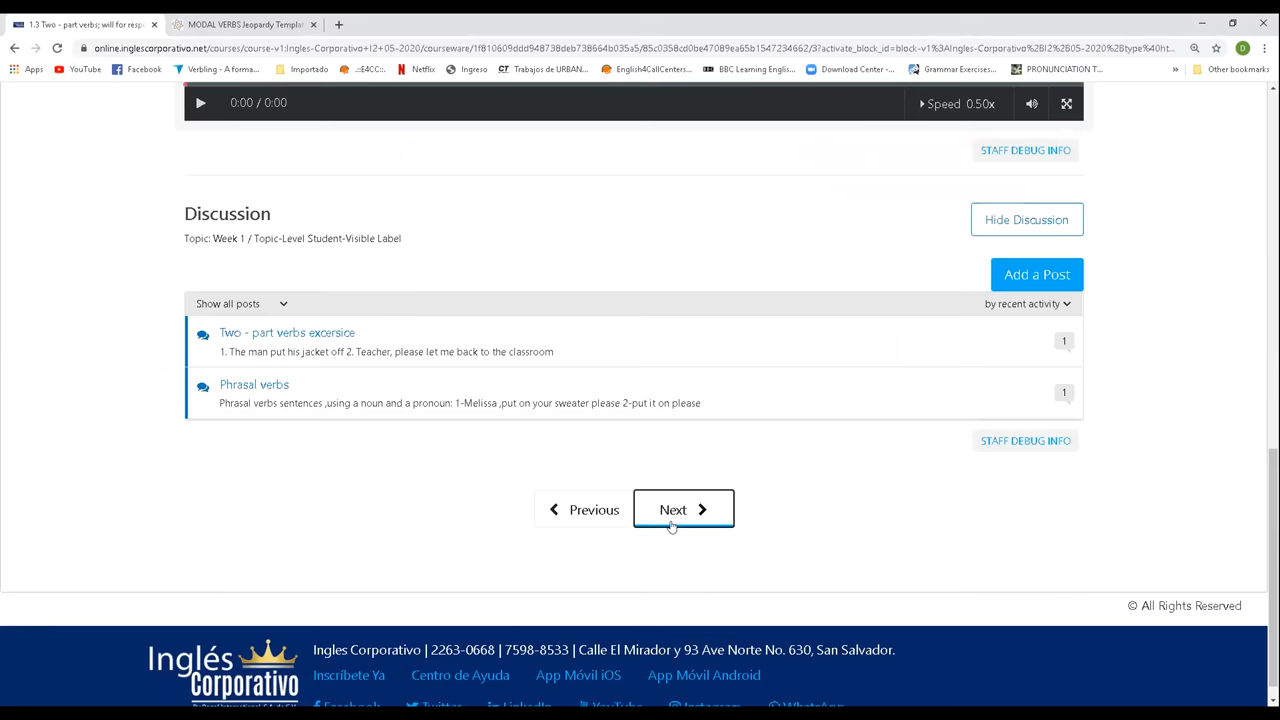 1.3 Two - part verbs; will for resp
MODAL VERBS Jeopardy Templat
online.inglescorporativo.net/courses/course-v1:Ingles-Corporativo+I2+05-2020/courseware/1f810609ddd948738deb738664b035a5/85c0358cd0be47089ea65b1547234662/3?activate_block_id=block-v1%3AIngles-Corporativo%2BI2%2B05-2020%2Btype%40ht...
Apps YouTube Facebook Verbling - A forma... Importado .::E4CC::. Netflix Ingreso Trabajos de URBAN... English4CallCenters... BBC Learning English... Download Center -... Grammar Exercises... PRONUNCIATION T... » Other bookmarks
0:00 / 0:00 Speed 0.50x
STAFF DEBUG INFO
Discussion
Hide Discussion
Topic: Week 1 / Topic-Level Student-Visible Label
Add a Post
Show all posts by recent activity
Two - part verbs excersice
1. The man put his jacket off 2. Teacher, please let me back to the classroom
1
Phrasal verbs
Phrasal verbs sentences ,using a noun and a pronoun: 1-Melissa ,put on your sweater please 2-put it on please
1
STAFF DEBUG INFO
Previous Next
© All Rights Reserved
Inglés Corporativo
Ingles Corporativo | 2263-0668 | 7598-8533 | Calle El Mirador y 93 Ave Norte No. 630, San Salvador.
Inscríbete Ya Centro de Ayuda App Móvil iOS App Móvil Android
Facebook Twitter LinkedIn YouTube Instagram WhatsApp